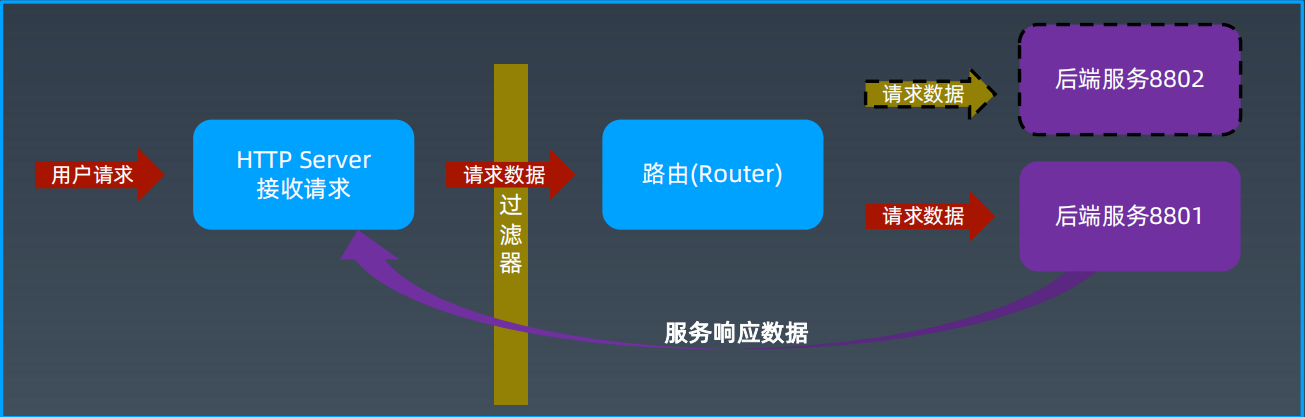 用户请求
HTTP Server
接收请求
请求数据
过
滤
器
路由(Router)
请求数据
后端服务8802
请求数据
后端服务8801
服务响应数据